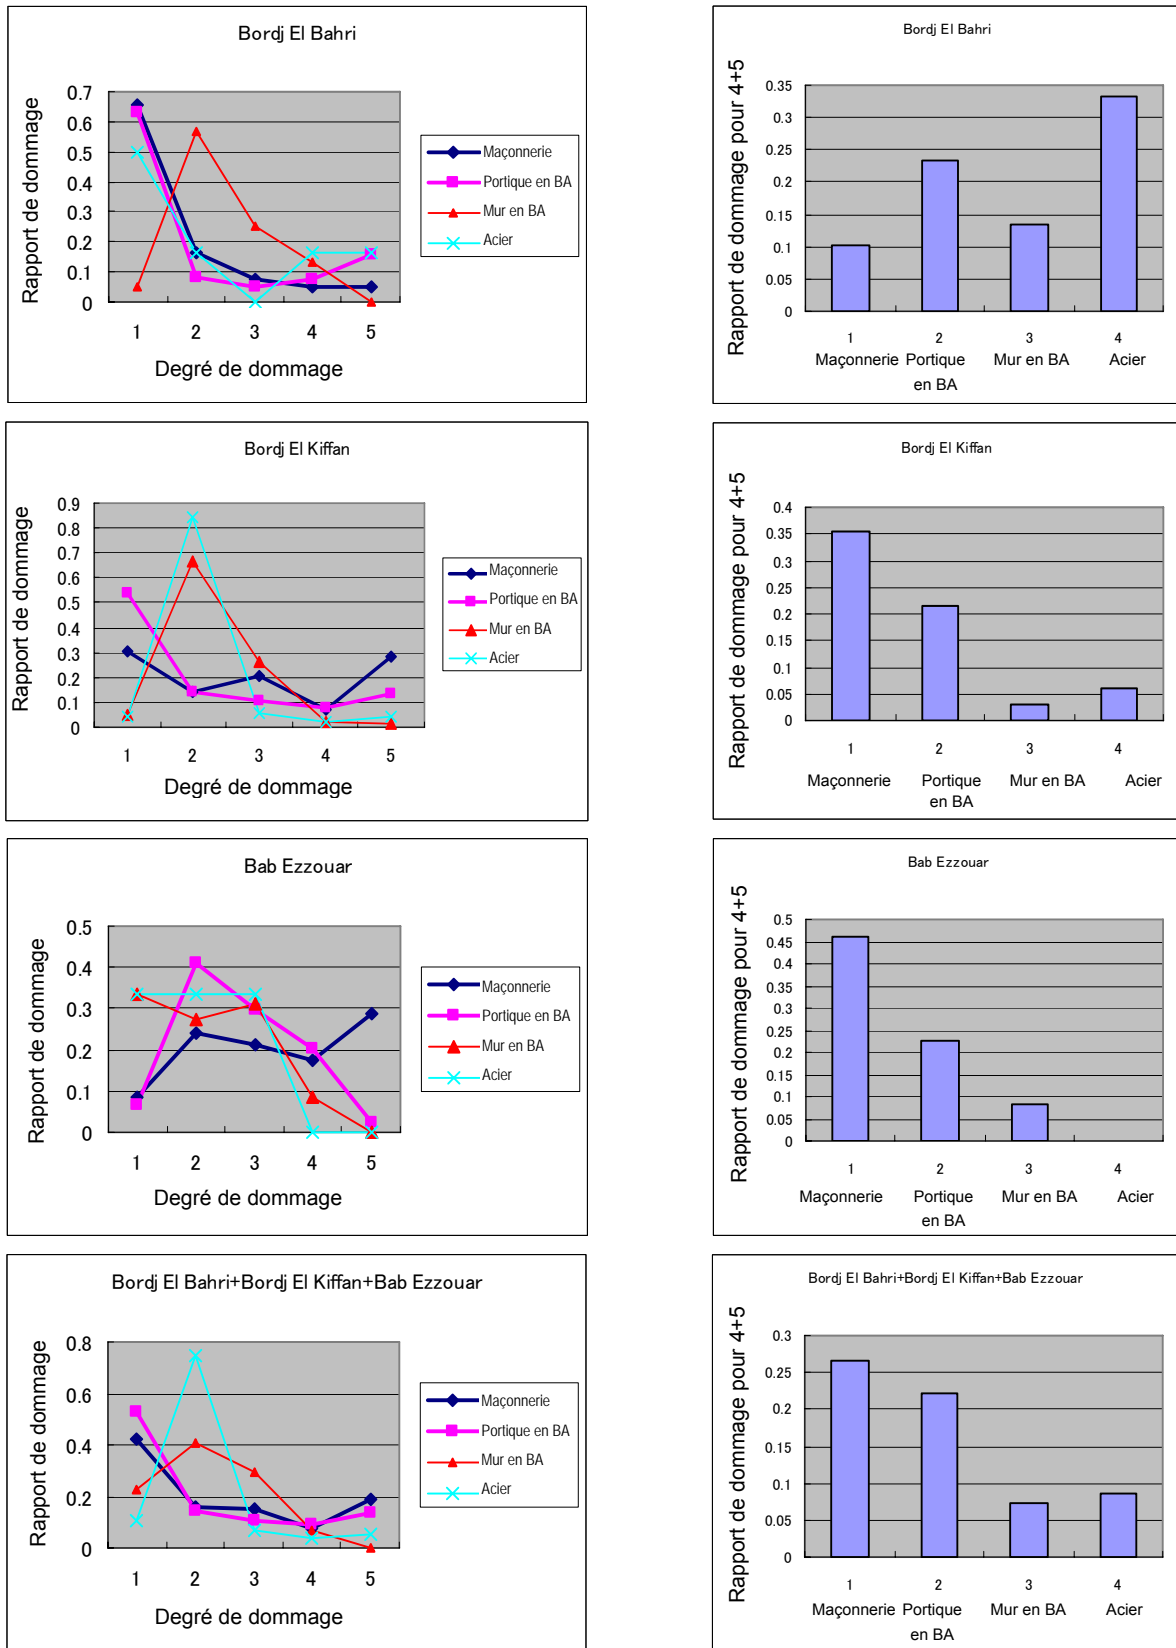 Bordj El Bahri
Rapport de dommage
0.7
0.6
0.5
0.4
0.3
0.2
0.1
0
1 2 3 4 5
Degré de dommage
Maçonnerie
Portique en BA
Mur en BA
Acier
Bordj El Bahri
Rapport de dommage pour 4+5
0.35
0.3
0.25
0.2
0.15
0.1
0.05
0
1 2 3 4
Maçonnerie Portique Mur en BA Acier
en BA
Bordj El Kiffan
Rapport de dommage
0.9
0.8
0.7
0.6
0.5
0.4
0.3
0.2
0.1
0
1 2 3 4 5
Degré de dommage
Maçonnerie
Portique en BA
Mur en BA
Acier
Bordj El Kiffan
Rapport de dommage pour 4+5
0.4
0.35
0.3
0.25
0.2
0.15
0.1
0.05
0
1 2 3 4
Maçonnerie Portique Mur en BA Acier
en BA
Bab Ezzouar
Rapport de dommage
0.5
0.4
0.3
0.2
0.1
0
1 2 3 4 5
Degré de dommage
Maçonnerie
Portique en BA
Mur en BA
Acier
Bab Ezzouar
Rapport de dommage pour 4+5
0.5
0.45
0.4
0.35
0.3
0.25
0.2
0.15
0.1
0.05
0
1 2 3 4
Maçonnerie Portique Mur en BA Acier
en BA
Bordj El Bahri+Bordj El Kiffan+Bab Ezzouar
Rapport de dommage
0.8
0.6
0.4
0.2
0
1 2 3 4 5
Degré de dommage
Maçonnerie
Portique en BA
Mur en BA
Acier
Bordj El Bahri+Bordj El Kiffan+Bab Ezzouar
Rapport de dommage pour 4+5
0.3
0.25
0.2
0.15
0.1
0.05
0
1 2 3 4
Maçonnerie Portique Mur en BA Acier
en BA